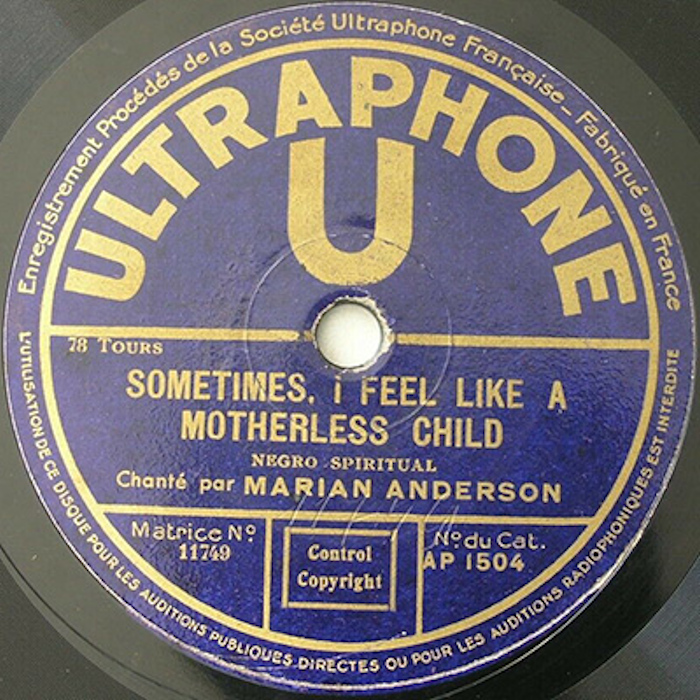 Enregistrement Procédés de la Société Ultraphone Française - Fabriqué en France
ULTRAPHONE
U
78 TOURS
SOMETIMES. i FEEL LIKE A
MOTHERLESS CHILD
NEGRO SPIRITUAL
Chanté par MARIAN ANDERSON
Matrice No.
11749
Control
Copyright
No. du Cat.
AP 1504
L'UTILISATION DE CE DISQUE POUR LES AUDITIONS PUBLIQUES DIRECTES OU POUR LES AUDITIONS RADIOPHONIQUES EST INTERDITE